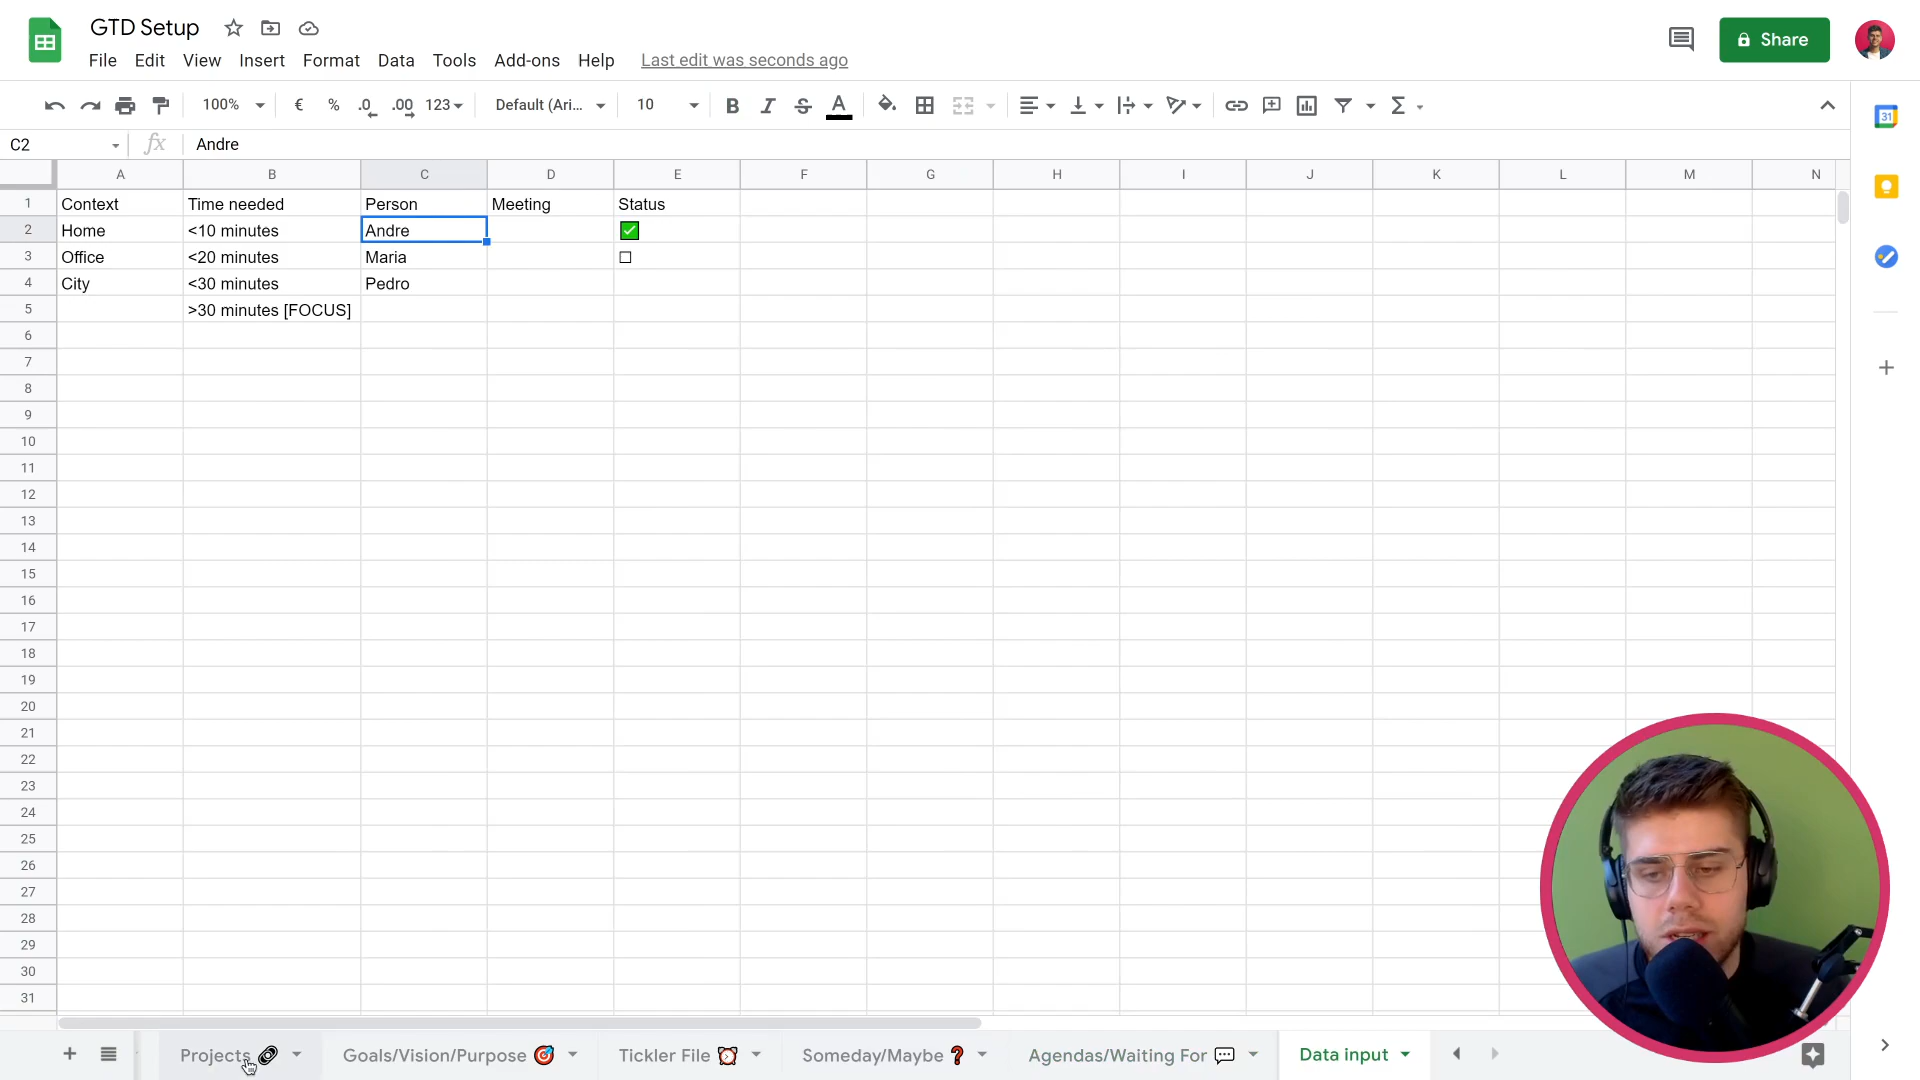 GTD Setup
File Edit View Insert Format Data Tools Add-ons Help Last edit was seconds ago
Share
100% € % .0 .00 123 Default (Ari... 10 B I S A Σ
31
C2 fx Andre
A B C D E F G H I J K L M N
1 Context Time needed Person Meeting Status
2 Home <10 minutes Andre ✅
3 Office <20 minutes Maria ☐
4 City <30 minutes Pedro
5 >30 minutes [FOCUS]
6
7
8
9
10
11
12
13
14
15
16
17
18
19
20
21
22
23
24
25
26
27
28
29
30
31
Projects Goals/Vision/Purpose 🎯 Tickler File ⏰ Someday/Maybe ❓ Agendas/Waiting For 💬 Data input